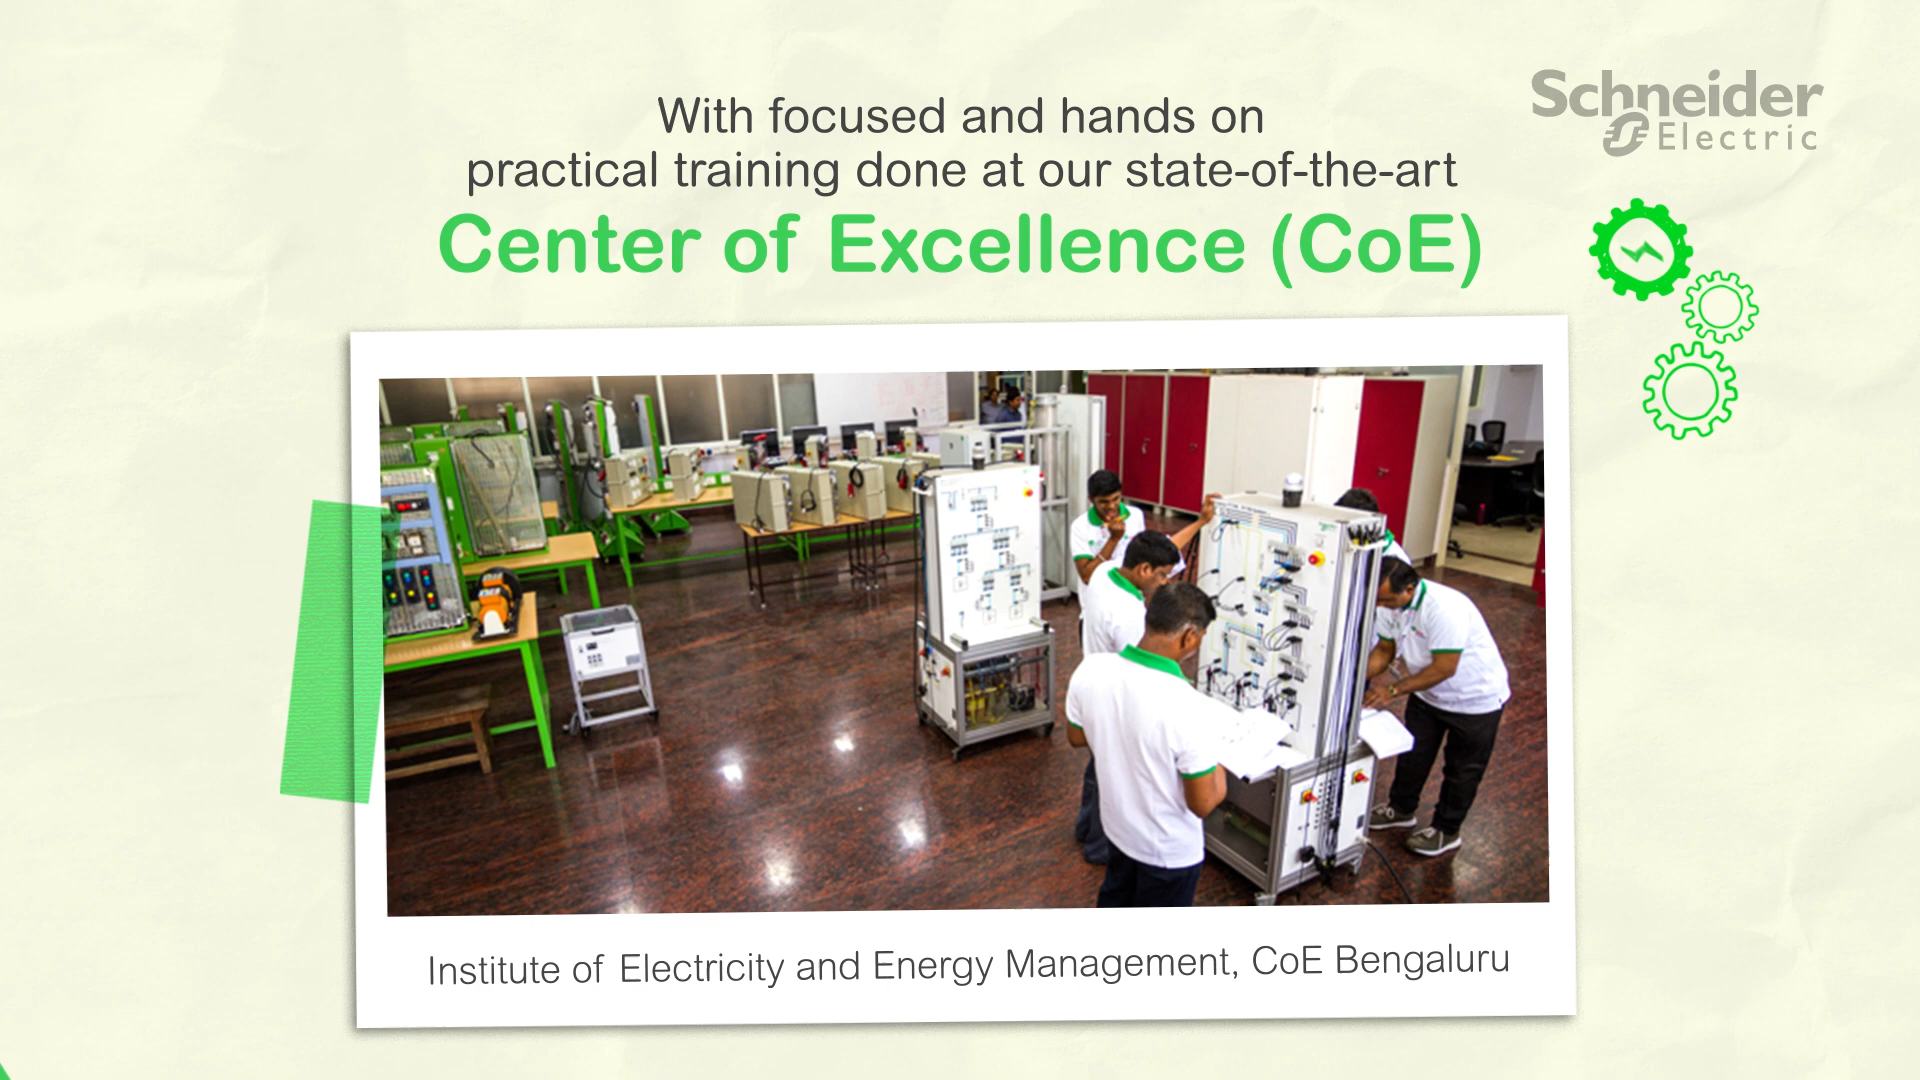 With focused and hands on
practical training done at our state-of-the-art
Center of Excellence (CoE)
Schneider
Electric
Institute of Electricity and Energy Management, CoE Bengaluru